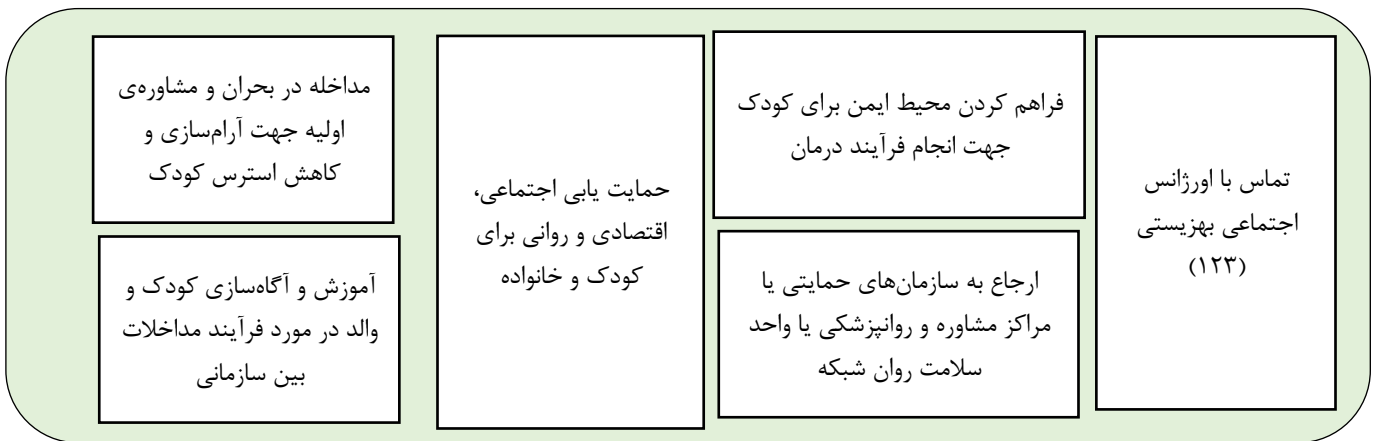 تماس با اورژانس
اجتماعی بهزیستی
(۱۲۳)
فراهم کردن محیط ایمن برای کودک
جهت انجام فرآیند درمان
ارجاع به سازمان‌های حمایتی یا
مراکز مشاوره و روانپزشکی یا واحد
سلامت روان شبکه
حمایت یابی اجتماعی،
اقتصادی و روانی برای
کودک و خانواده
مداخله در بحران و مشاوره‌ی
اولیه جهت آرام‌سازی و
کاهش استرس کودک
آموزش و آگاه‌سازی کودک و
والد در مورد فرآیند مداخلات
بین سازمانی